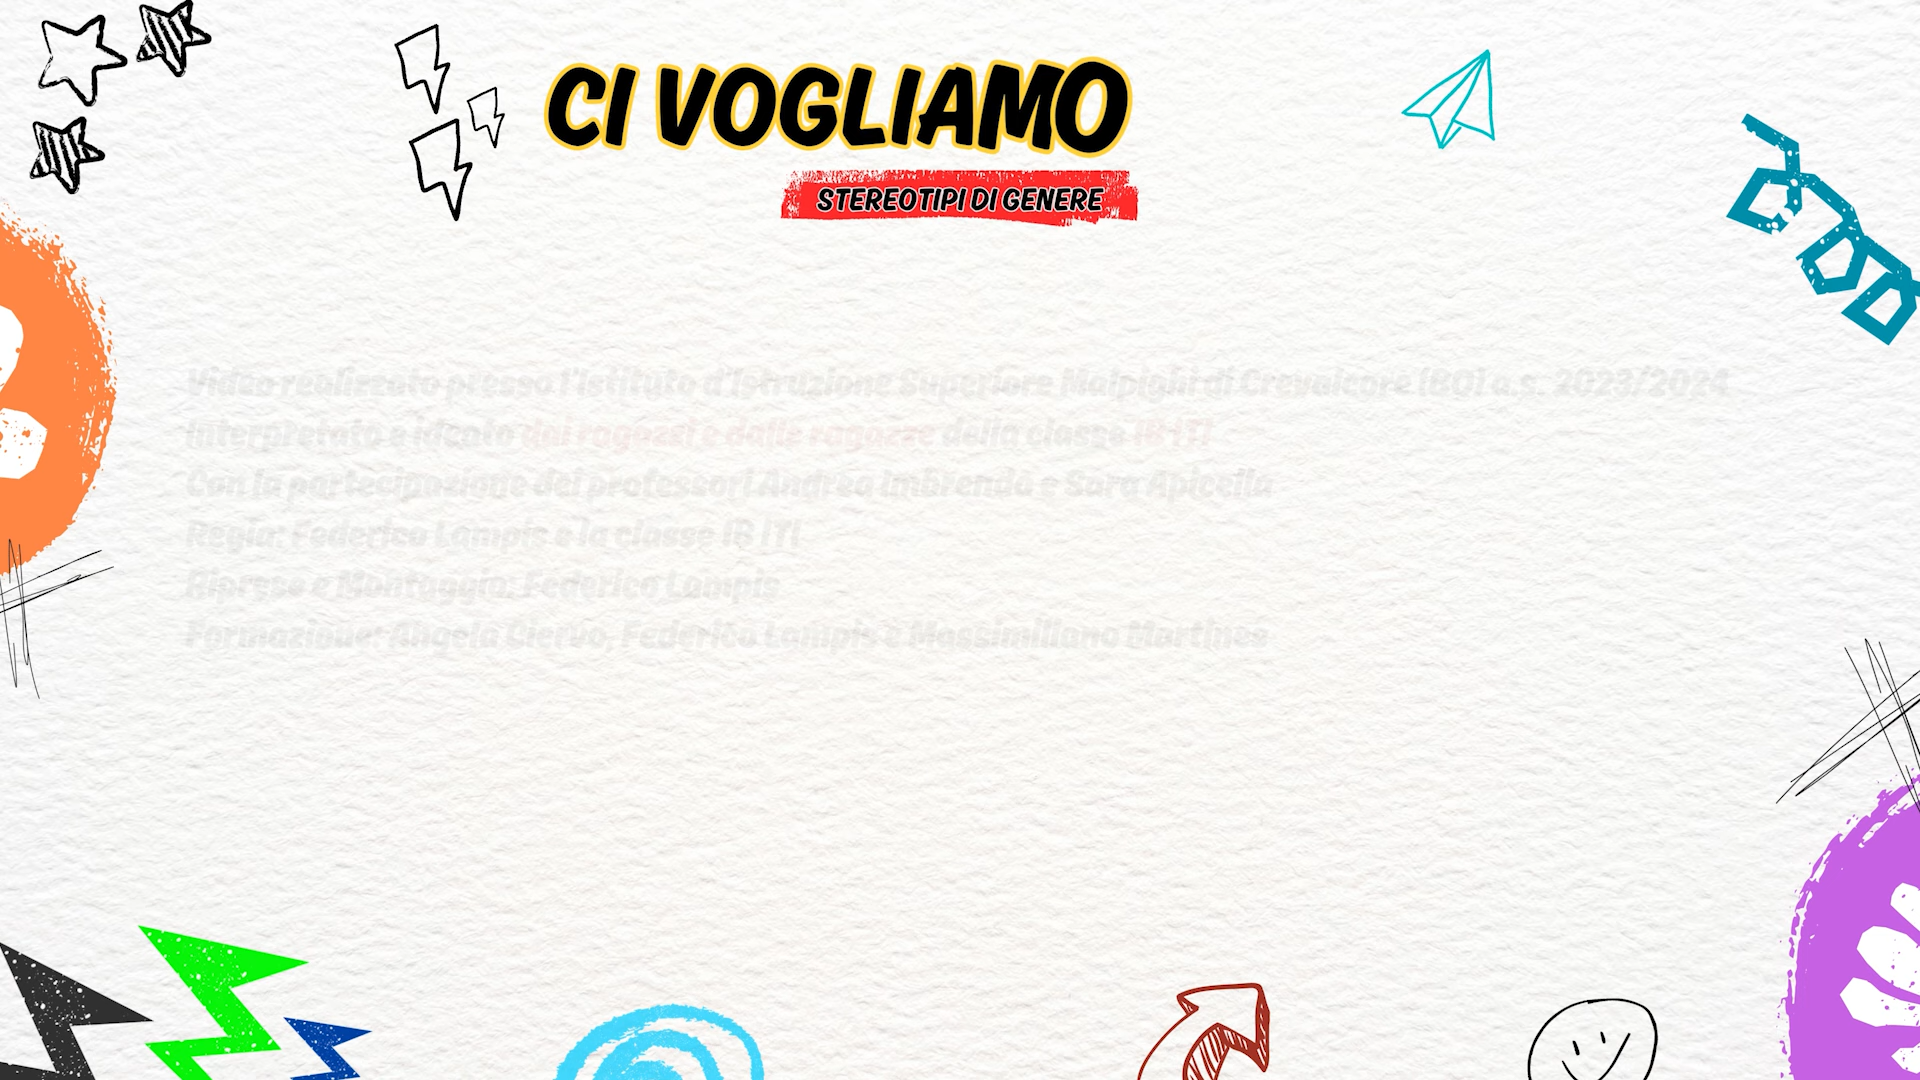 CI VOGLIAMO
STEREOTIPI DI GENERE
Video realizzato presso l'Istituto d'Istruzione Superiore Malpighi di Crevalcore (BO) a.s. 2023/2024
Interpretato e ideato dai ragazzi e dalle ragazze della classe
Con la partecipazione dei professori Andrea Imbrenda e Sara Apicella
Regia: Federico Lampis e la classe
Riprese e Montaggio: Federico Lampis
Formazione: Angela Ciervo, Federico Lampis e Massimiliano Martines